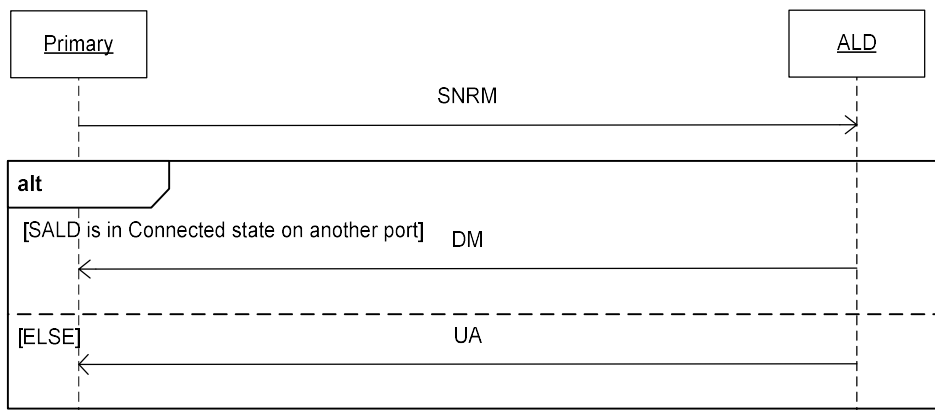 Primary
ALD
SNRM
alt
[SALD is in Connected state on another port]
DM
[ELSE]
UA